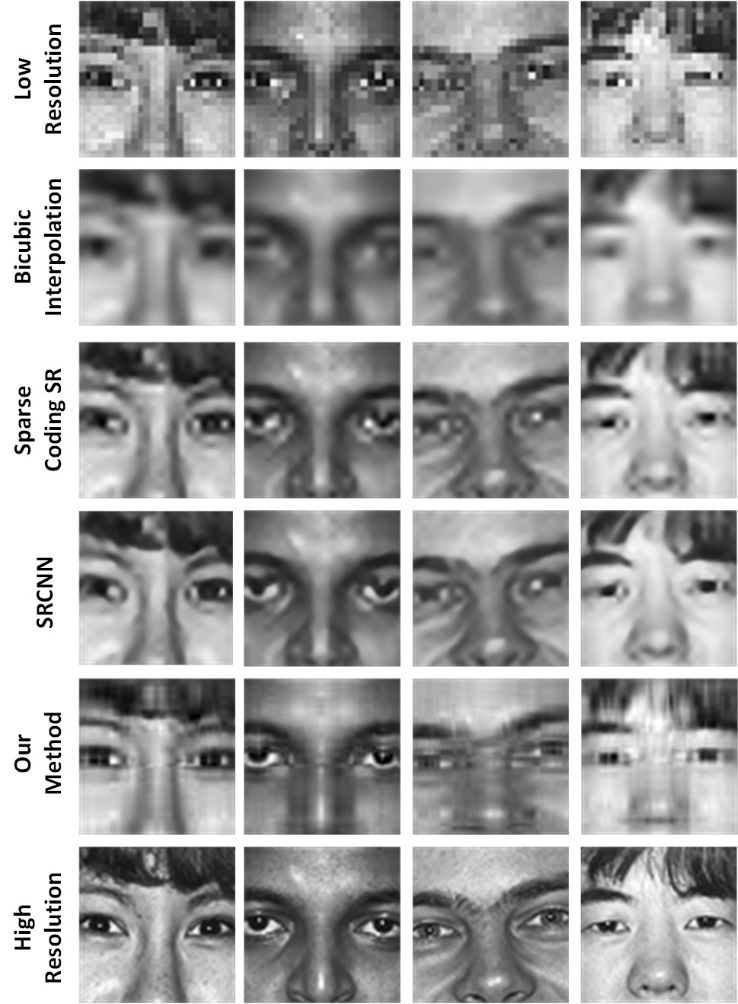 Low
Resolution
Bicubic
Interpolation
Sparse
Coding SR
SRCNN
Our
Method
High
Resolution